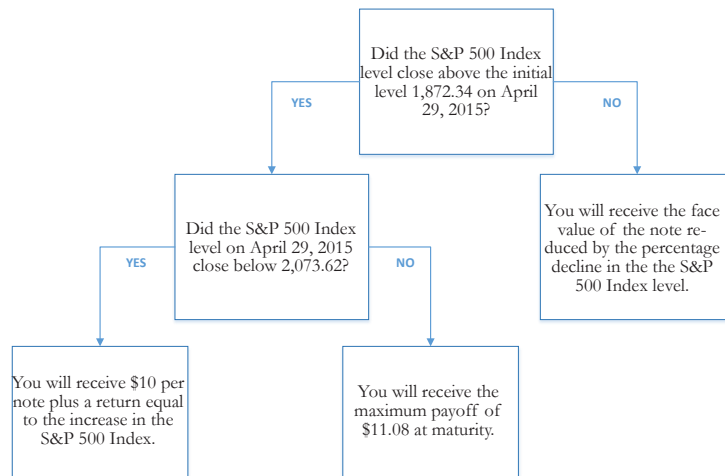 Did the S&P 500 Index
level close above the initial
level 1,872.34 on April
29, 2015?
YES
NO
Did the S&P 500 Index
level on April 29, 2015
close below 2,073.62?
You will receive the face
value of the note re-
duced by the percentage
decline in the the S&P
500 Index level.
YES
NO
You will receive $10 per
note plus a return equal
to the increase in the
S&P 500 Index.
You will receive the
maximum payoff of
$11.08 at maturity.